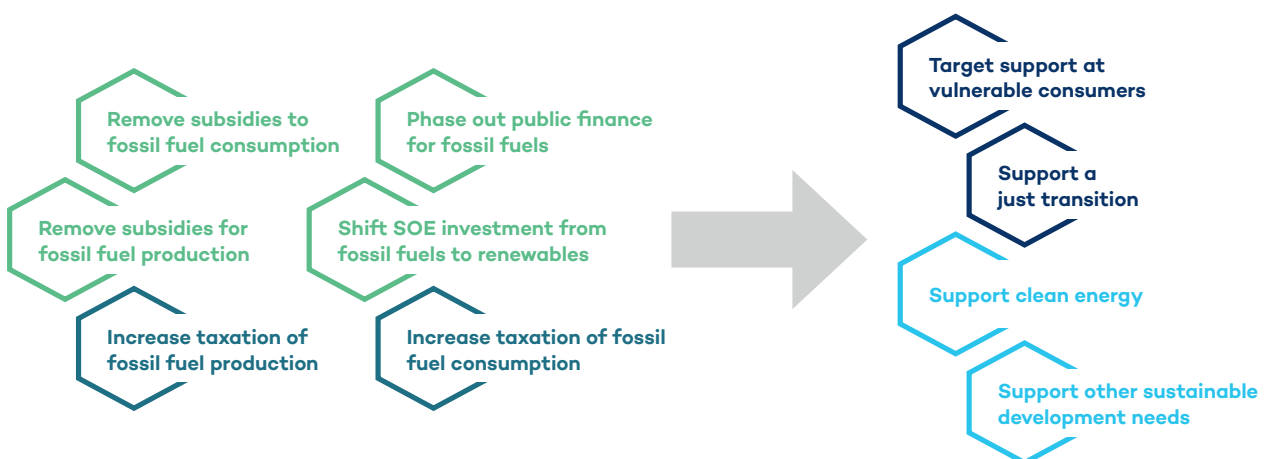 Remove subsidies to
fossil fuel consumption
Remove subsidies for
fossil fuel production
Increase taxation of
fossil fuel production
Phase out public finance
for fossil fuels
Shift SOE investment from
fossil fuels to renewables
Increase taxation of fossil
fuel consumption
Target support at
vulnerable consumers
Support a
just transition
Support clean energy
Support other sustainable
development needs